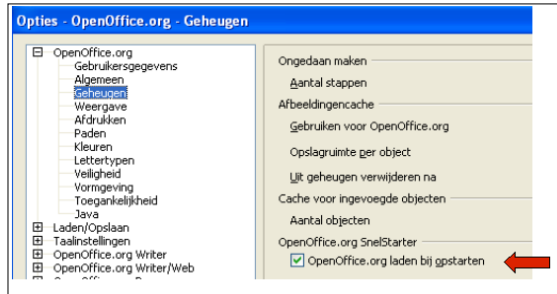 Opties - OpenOffice.org - Geheugen
OpenOffice.org
Gebruikersgegevens
Algemeen
Geheugen
Weergave
Afdrukken
Paden
Kleuren
Lettertypen
Veiligheid
Vormgeving
Toegankelijkheid
Java
Laden/Opslaan
Taalinstellingen
OpenOffice.org Writer
OpenOffice.org Writer/Web
Ongedaan maken
Aantal stappen
Afbeeldingencache
Gebruiken voor OpenOffice.org
Opslagruimte per object
Uit geheugen verwijderen na
Cache voor ingevoegde objecten
Aantal objecten
OpenOffice.org SnelStarter
OpenOffice.org laden bij opstarten